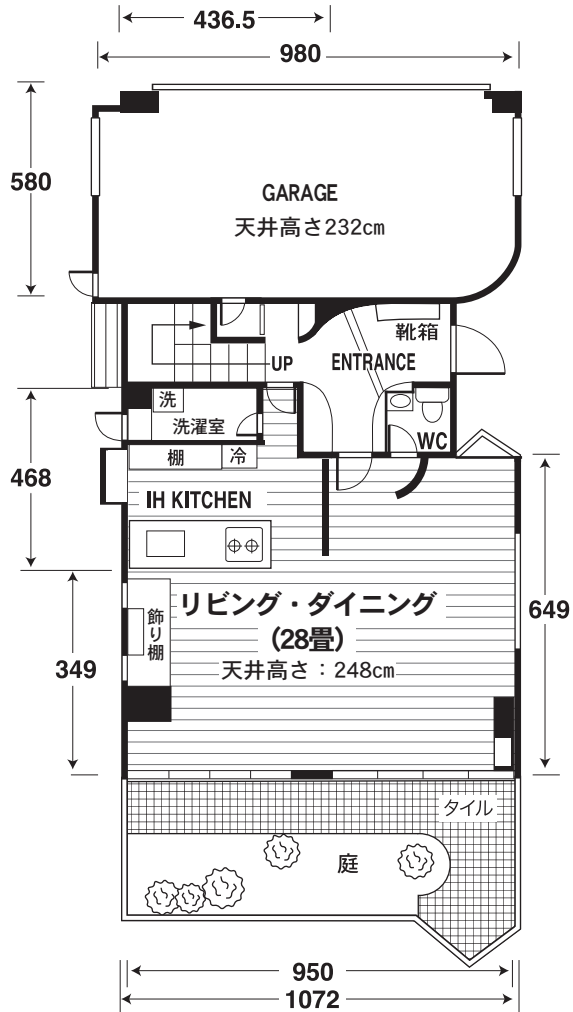 436.5
980
580
GARAGE
天井高さ232cm
靴箱
UP
ENTRANCE
洗
洗濯室
WC
棚
冷
468
IH KITCHEN
リビング・ダイニング
(28畳)
天井高さ：248cm
飾り棚
649
349
タイル
庭
950
1072